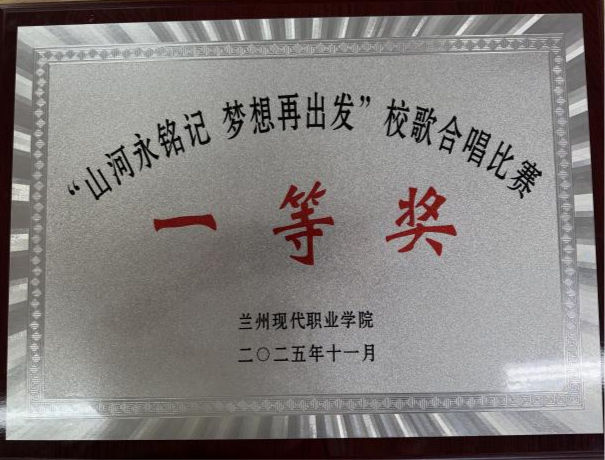 “山河永铭记 梦想再出发”校歌合唱比赛
一等奖
兰州现代职业学院
二〇二五年十一月